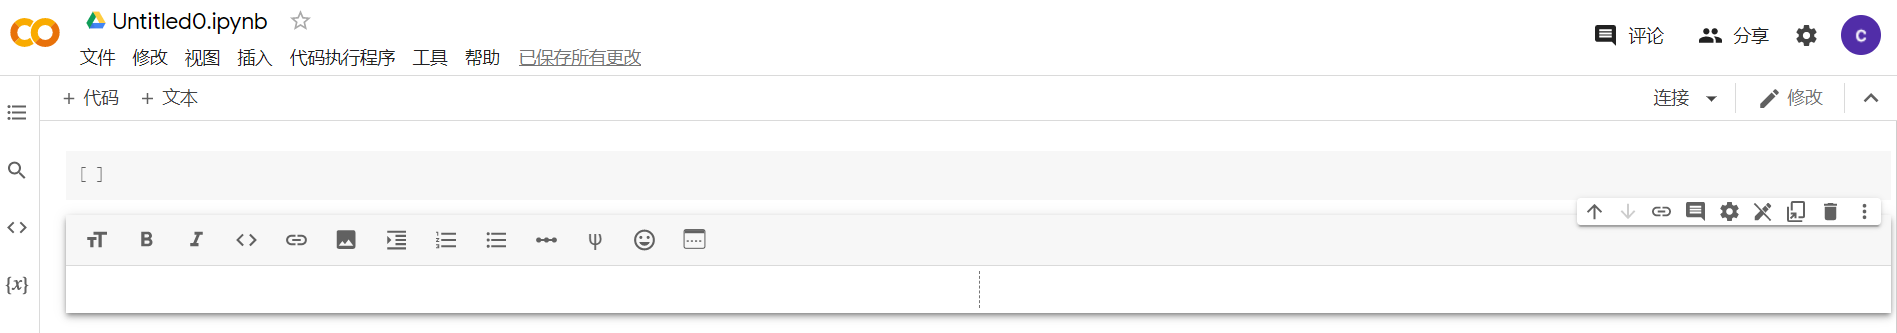 Untitled0.ipynb
文件 修改 视图 插入 代码执行程序 工具 帮助 已保存所有更改
评论 分享 C
+ 代码 + 文本 连接 修改
[ ]
{x}